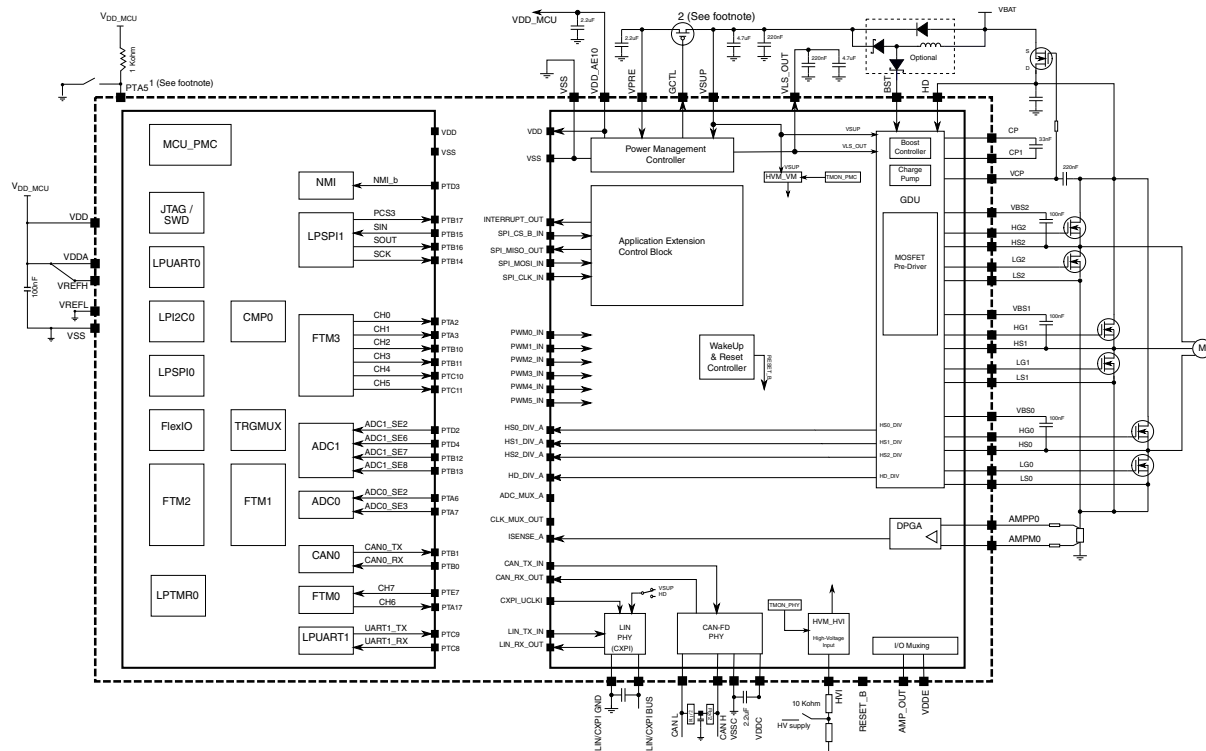 VDD_MCU
1 Kohm
1 (See footnote)
PTA5
VDD_MCU
2.2uF
2.2uF
2 (See footnote)
4.7uF
220nF
VBAT
Optional
S
D
220nF
4.7uF
VSS
VDD_AE10
VPRE
GCTL
VSUP
VLS_OUT
BST
HD
MCU_PMC
VDD
VSS
NMI
NMI_b
PTD3
JTAG /
SWD
LPSPI1
PCS3
PTB17
SIN
PTB15
SOUT
PTB16
SCK
PTB14
LPUART0
LPI2C0
CMP0
FTM3
CH0
PTA2
CH1
PTA3
CH2
PTB10
CH3
PTB11
CH4
PTC10
CH5
PTC11
LPSPI0
FlexIO
TRGMUX
ADC1
ADC1_SE2
PTD2
ADC1_SE6
PTD4
ADC1_SE7
PTB12
ADC1_SE8
PTB13
FTM2
FTM1
ADC0
ADC0_SE2
PTA6
ADC0_SE3
PTA7
CAN0
CAN0_TX
PTB1
CAN0_RX
PTB0
LPTMR0
FTM0
CH7
PTE7
CH6
PTA17
LPUART1
UART1_TX
PTC9
UART1_RX
PTC8
VDD_MCU
VDD
VDDA
100nF
VREFH
VREFL
VSS
VDD
VSS
Power Management
Controller
VSUP
VLS_OUT
VSUP
HVM_VM
TMON_PMC
Boost
Controller
Charge
Pump
GDU
MOSFET
Pre-Driver
INTERRUPT_OUT
SPI_CS_B_IN
SPI_MISO_OUT
SPI_MOSI_IN
SPI_CLK_IN
Application Extension
Control Block
PWM0_IN
PWM1_IN
PWM2_IN
PWM3_IN
PWM4_IN
PWM5_IN
WakeUp
& Reset
Controller
RESET_B
HS0_DIV_A
HS1_DIV_A
HS2_DIV_A
HD_DIV_A
HS0_DIV
HS1_DIV
HS2_DIV
HD_DIV
ADC_MUX_A
CLK_MUX_OUT
ISENSE_A
DPGA
CAN_TX_IN
CAN_RX_OUT
CXPI_UCLKI
VSUP
HD
LIN_TX_IN
LIN_RX_OUT
LIN
PHY
(CXPI)
CAN-FD
PHY
TMON_PHY
HVM_HVI
High-Voltage
Input
I/O Muxing
CP
33nF
CP1
VCP
220nF
VBS2
100nF
HG2
HS2
LG2
LS2
VBS1
100nF
HG1
HS1
LG1
LS1
M
VBS0
100nF
HG0
HS0
LG0
LS0
AMPP0
AMPM0
LIN/CXPI GND
LIN/CXPI BUS
CAN L
CAN H
VSSC
2.2uF
VDDC
10 Kohm
HV supply
HVI
RESET_B
AMP_OUT
VDDE